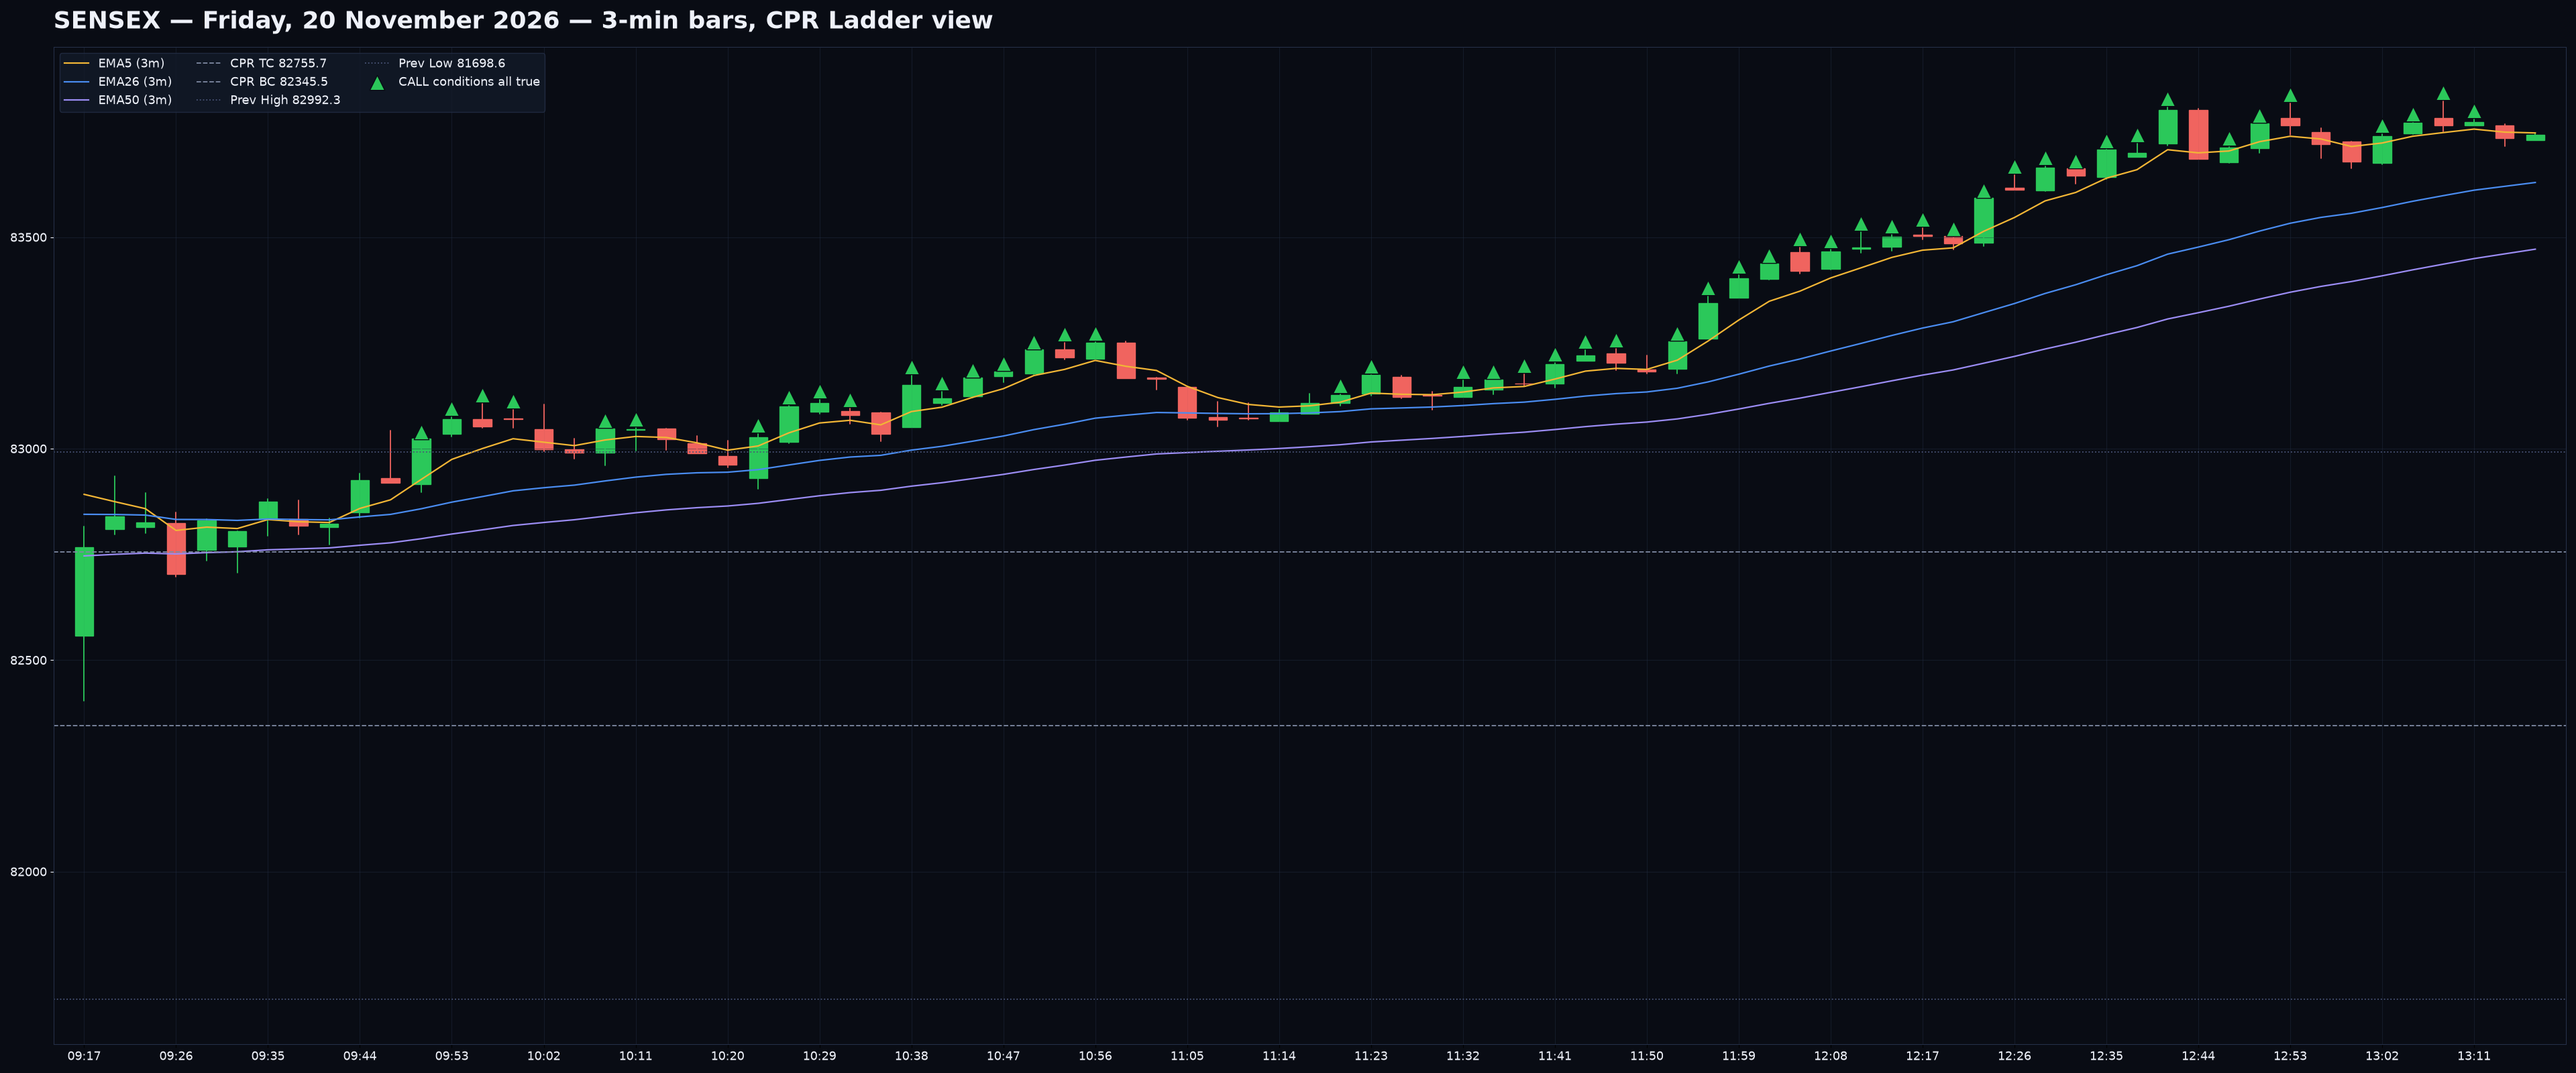 SENSEX — Friday, 20 November 2026 — 3-min bars, CPR Ladder view
EMA5 (3m)
EMA26 (3m)
EMA50 (3m)
CPR TC 82755.7
CPR BC 82345.5
Prev High 82992.3
Prev Low 81698.6
CALL conditions all true
83500
83000
82500
82000
09:17 09:26 09:35 09:44 09:53 10:02 10:11 10:20 10:29 10:38 10:47 10:56 11:05 11:14 11:23 11:32 11:41 11:50 11:59 12:08 12:17 12:26 12:35 12:44 12:53 13:02 13:11